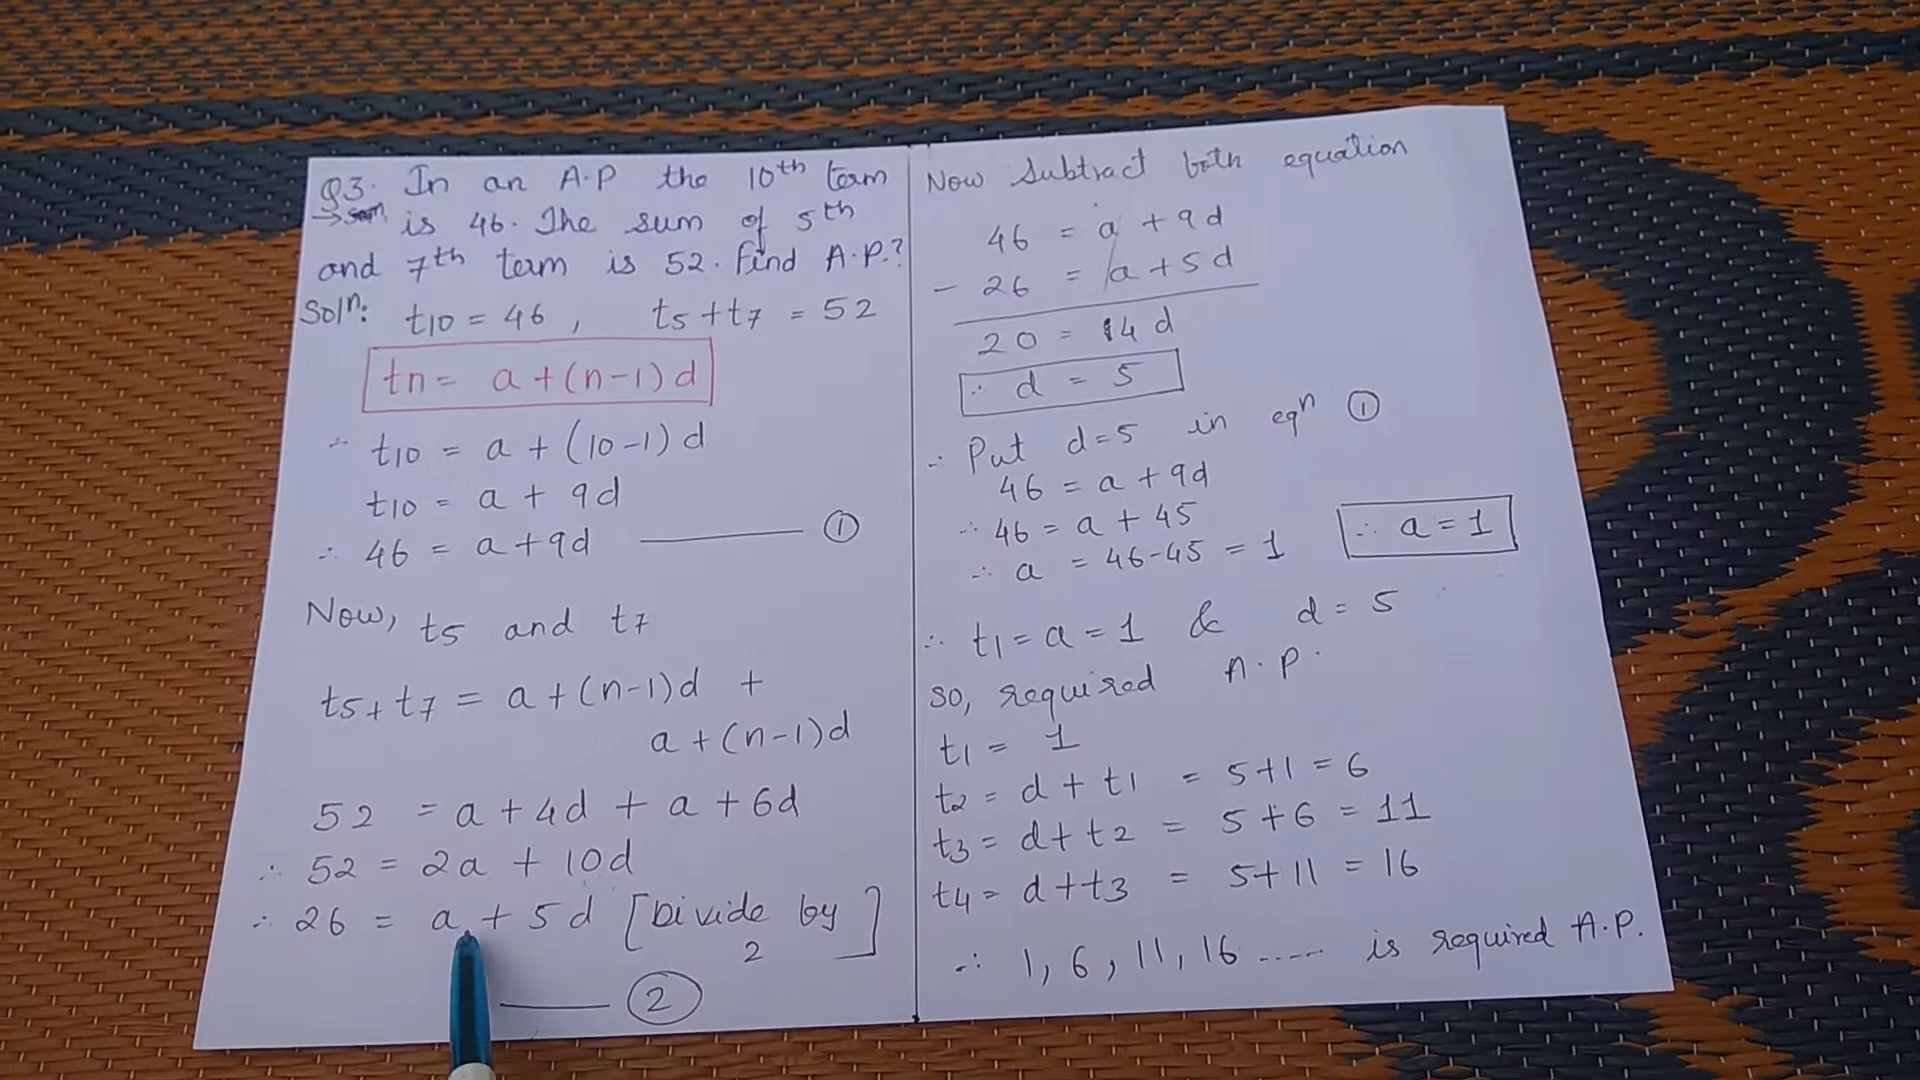 Q3. In an A.P the 10th term
→ is 46. The sum of 5th
and 7th term is 52. Find A.P.?
Solⁿ: t10 = 46, t5 + t7 = 52
tn = a + (n-1)d
∴ t10 = a + (10-1)d
t10 = a + 9d
∴ 46 = a + 9d ——— ①
Now, t5 and t7
t5 + t7 = a + (n-1)d +
a + (n-1)d
52 = a + 4d + a + 6d
∴ 52 = 2a + 10d
∴ 26 = a + 5d [Divide by
2]
——— ②
Now Subtract both equation
46 = a + 9d
- 26 = a + 5d
20 = 4d
∴ d = 5
∴ Put d = 5 in eqⁿ ①
46 = a + 9d
∴ 46 = a + 45
∴ a = 46-45 = 1 ∴ a = 1
∴ t1 = a = 1 & d = 5
so, required A.P.
t1 = 1
t2 = d + t1 = 5+1 = 6
t3 = d + t2 = 5+6 = 11
t4 = d + t3 = 5+11 = 16
∴ 1, 6, 11, 16 ..... is required A.P.